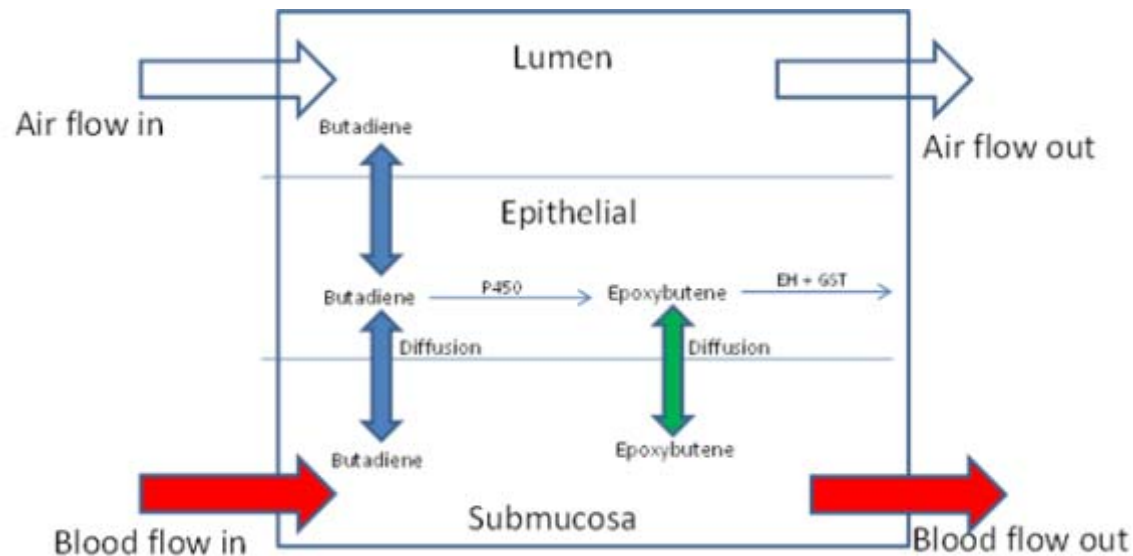 Lumen
Air flow in
Air flow out
Butadiene
Epithelial
Butadiene
P450
Epoxybutene
EH + GST
Diffusion
Diffusion
Butadiene
Epoxybutene
Submucosa
Blood flow in
Blood flow out